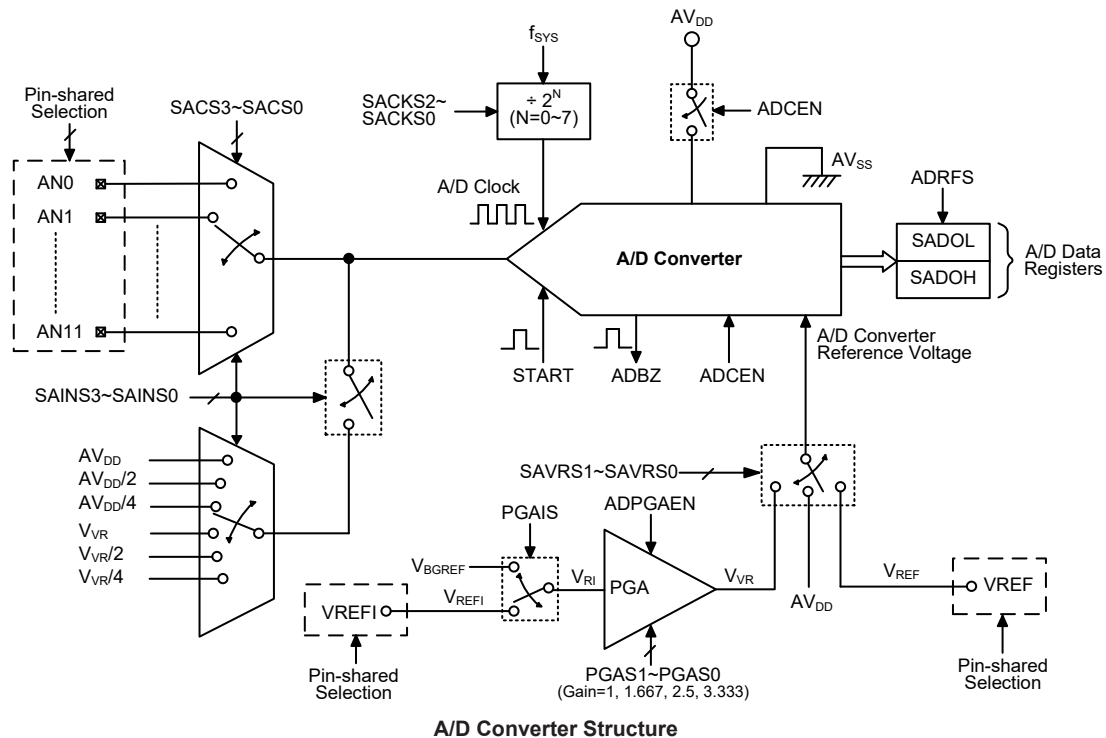 AV_DD
f_SYS
Pin-shared
Selection
SACS3~SACS0
SACKS2~
SACKS0
÷ 2^N
(N=0~7)
ADCEN
AN0
AN1
AN11
A/D Clock
AV_SS
ADRFS
A/D Converter
SADOL
SADOH
A/D Data
Registers
START
ADBZ
ADCEN
A/D Converter
Reference Voltage
SAINS3~SAINS0
AV_DD
AV_DD/2
AV_DD/4
V_VR
V_VR/2
V_VR/4
SAVRS1~SAVRS0
PGAIS
ADPGAEN
V_BGREF
V_REFI
VREFI
V_RI
PGA
V_VR
AV_DD
V_REF
VREF
Pin-shared
Selection
PGAS1~PGAS0
(Gain=1, 1.667, 2.5, 3.333)
Pin-shared
Selection
A/D Converter Structure